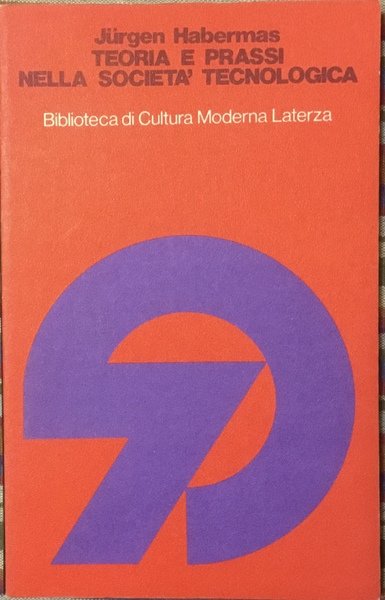 Jürgen Habermas
TEORIA E PRASSI
NELLA SOCIETA' TECNOLOGICA
Biblioteca di Cultura Moderna Laterza